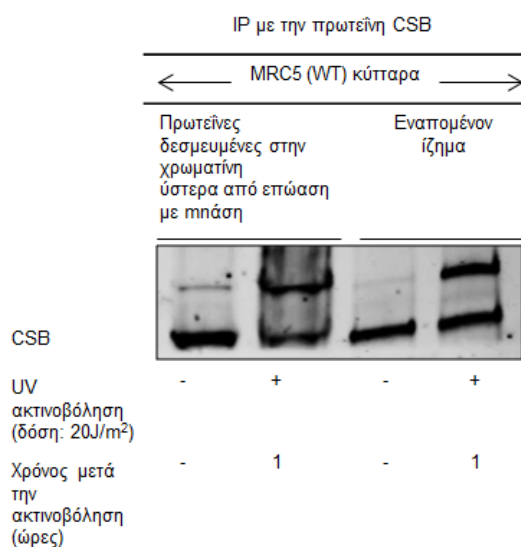 IP με την πρωτεΐνη CSB
MRC5 (WT) κύτταρα
Πρωτεΐνες
δεσμευμένες στην
χρωματίνη
ύστερα από επώαση
με mnάση
Εναπομένον
ίζημα
CSB
UV - + - +
ακτινοβόληση
(δόση: 20J/m²)
Χρόνος μετά - 1 - 1
την
ακτινοβόληση
(ώρες)